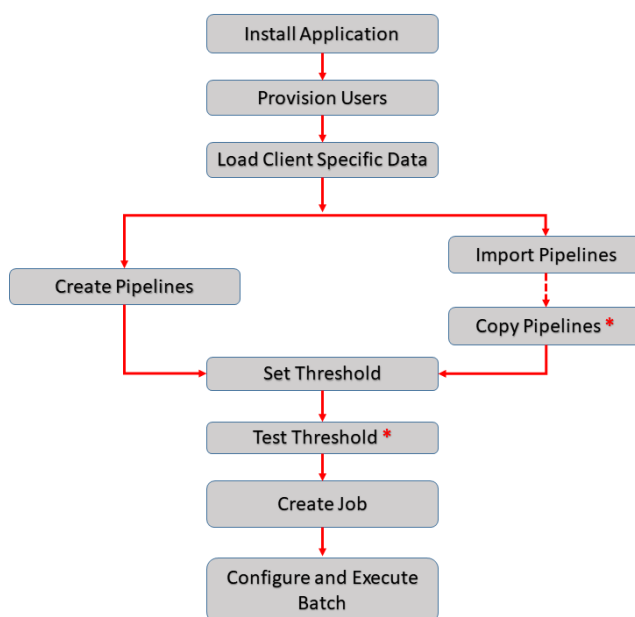 Install Application
Provision Users
Load Client Specific Data
Create Pipelines
Import Pipelines
Copy Pipelines *
Set Threshold
Test Threshold *
Create Job
Configure and Execute
Batch